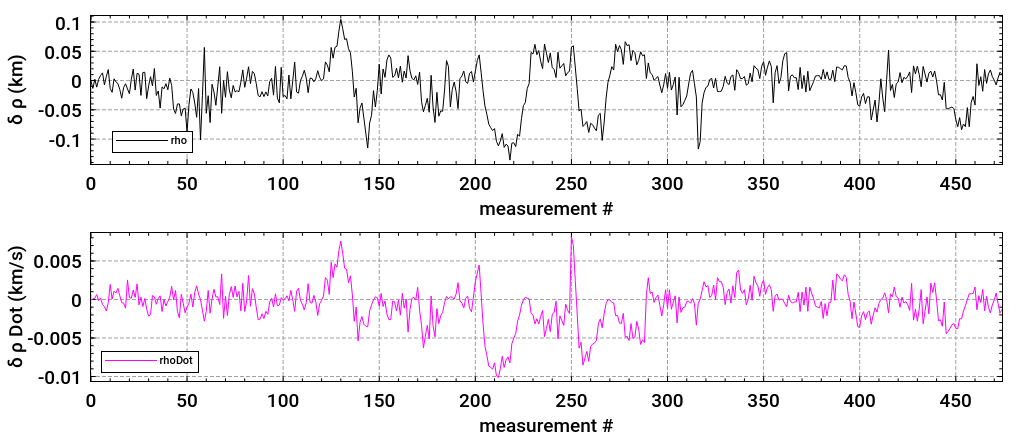 δ ρ (km)
0.1
0.05
0
-0.05
-0.1
rho
0 50 100 150 200 250 300 350 400 450
measurement #
δ ρ Dot (km/s)
0.005
0
-0.005
-0.01
rhoDot
0 50 100 150 200 250 300 350 400 450
measurement #